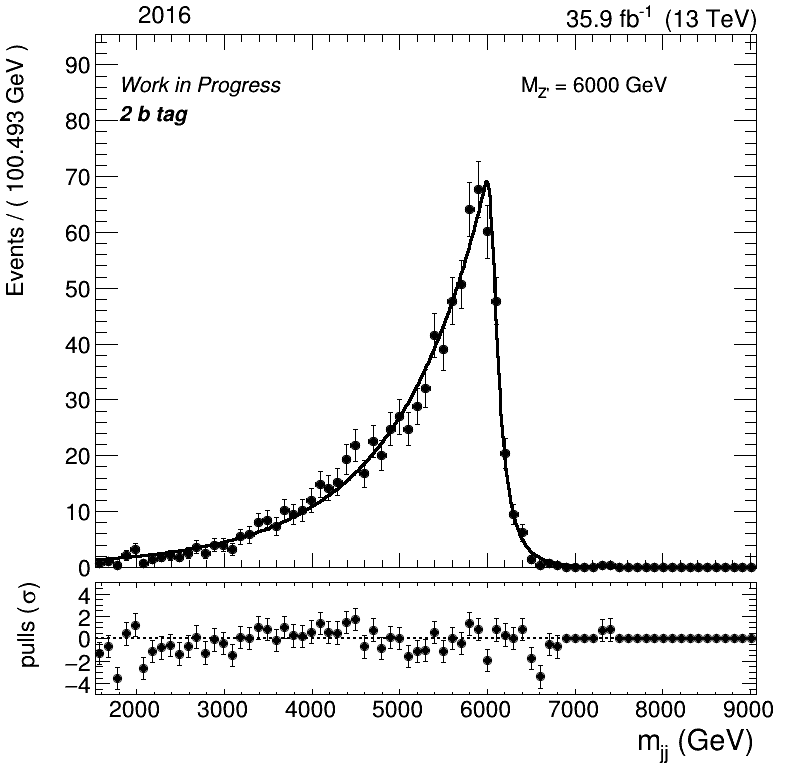 2016 35.9 fb⁻¹ (13 TeV)
Work in Progress
2 b tag
M_Z' = 6000 GeV
Events / ( 100.493 GeV )
90
80
70
60
50
40
30
20
10
0
pulls (σ)
4
2
0
−2
−4
2000 3000 4000 5000 6000 7000 8000 9000
m_jj (GeV)